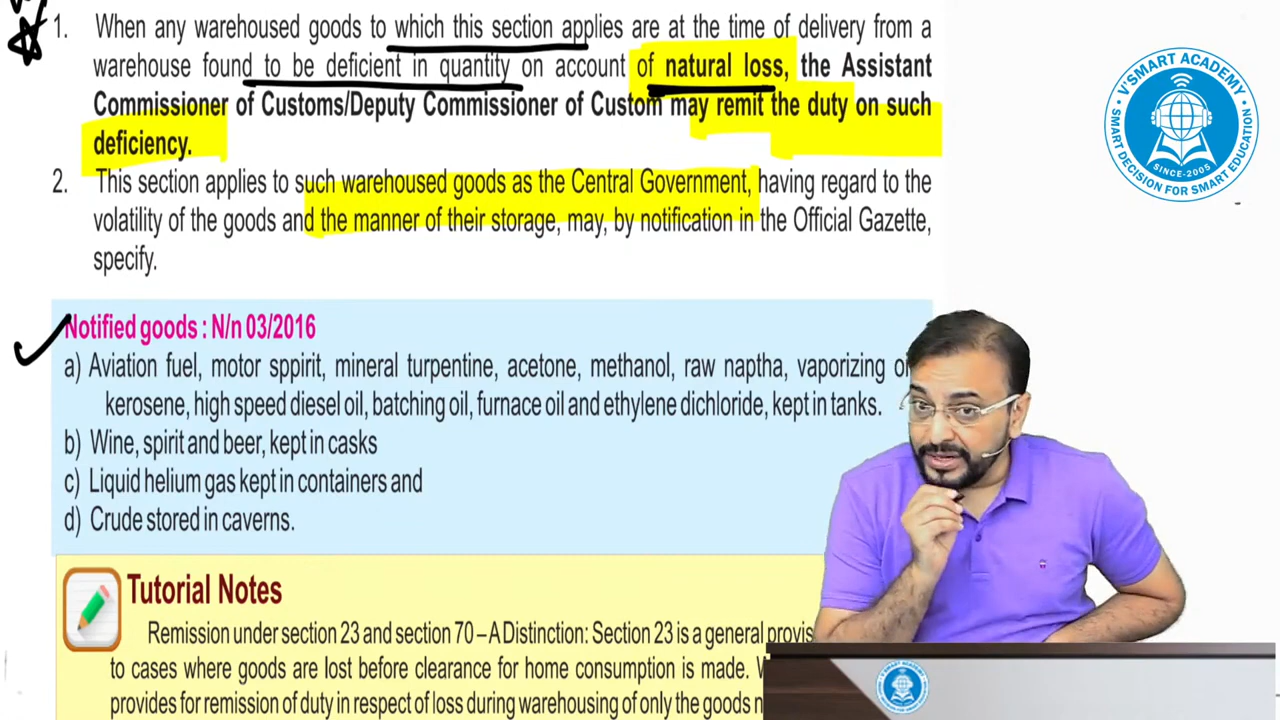 1. When any warehoused goods to which this section applies are at the time of delivery from a
warehouse found to be deficient in quantity on account of natural loss, the Assistant
Commissioner of Customs/Deputy Commissioner of Custom may remit the duty on such
deficiency.
2. This section applies to such warehoused goods as the Central Government, having regard to the
volatility of the goods and the manner of their storage, may, by notification in the Official Gazette,
specify.
Notified goods : N/n 03/2016
a) Aviation fuel, motor sppirit, mineral turpentine, acetone, methanol, raw naptha, vaporizing
kerosene, high speed diesel oil, batching oil, furnace oil and ethylene dichloride, kept in tanks.
b) Wine, spirit and beer, kept in casks
c) Liquid helium gas kept in containers and
d) Crude stored in caverns.
Tutorial Notes
Remission under section 23 and section 70 – A Distinction: Section 23 is a general
to cases where goods are lost before clearance for home consumption is made.
provides for remission of duty in respect of loss during warehousing of only the goods
V'SMART ACADEMY
SINCE-2005
SMART DECISION FOR SMART EDUCATION